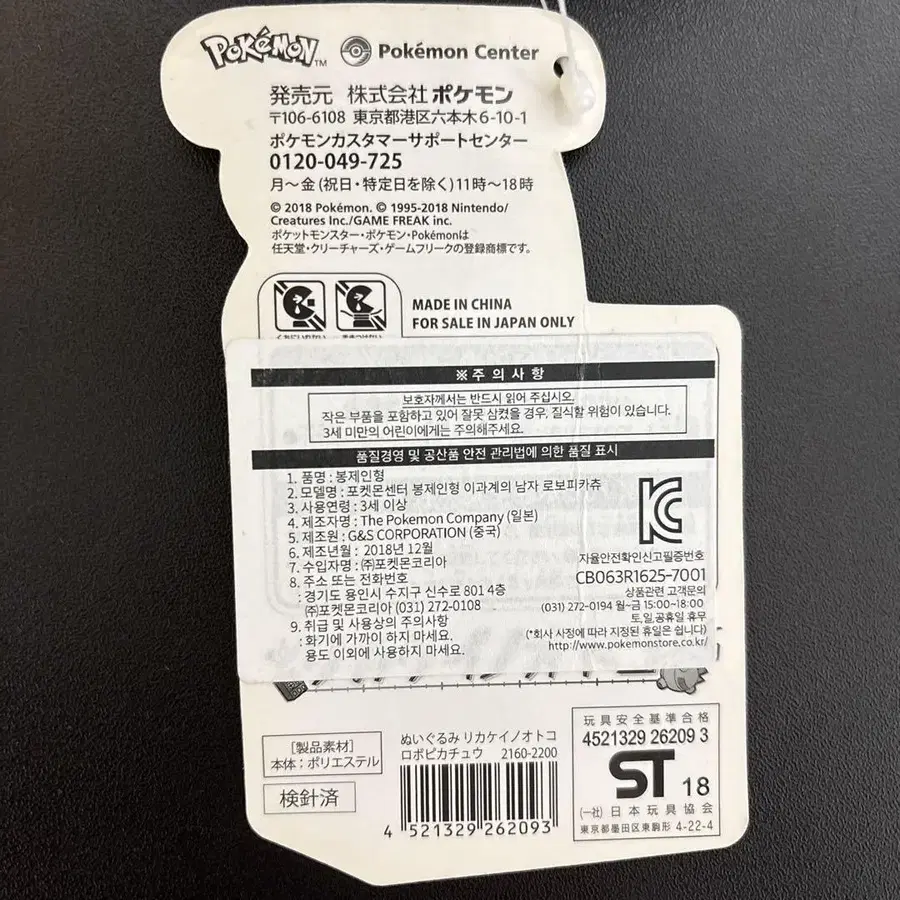 POKéMON™ Pokémon Center
発売元 株式会社ポケモン
〒106-6108 東京都港区六本木6-10-1
ポケモンカスタマーサポートセンター
0120-049-725
月～金(祝日・特定日を除く)11時～18時
© 2018 Pokémon. © 1995-2018 Nintendo/
Creatures Inc./GAME FREAK inc.
ポケットモンスター・ポケモン・Pokémonは
任天堂・クリーチャーズ・ゲームフリークの登録商標です。
MADE IN CHINA
FOR SALE IN JAPAN ONLY
※주의사항
보호자께서는 반드시 읽어 주십시오.
작은 부품을 포함하고 있어 잘못 삼켰을 경우, 질식할 위험이 있습니다.
3세 미만의 어린이에게는 주의해주세요.
품질경영 및 공산품 안전 관리법에 의한 품질 표시
1. 품명 : 봉제인형
2. 모델명 : 포켓몬센터 봉제인형 이과계의 남자 로보피카츄
3. 사용연령 : 3세 이상
4. 제조자명 : The Pokemon Company (일본)
5. 제조원 : G&S CORPORATION (중국)
6. 제조년월 : 2018년 12월
7. 수입자명 : (주)포켓몬코리아
8. 주소 또는 전화번호
: 경기도 용인시 수지구 신수로 801 4층
(주)포켓몬코리아 (031) 272-0108
9. 취급 및 사용상의 주의사항
: 화기에 가까이 하지 마세요.
용도 이외에 사용하지 마세요.
KC
자율안전확인신고필증번호
CB063R1625-7001
상품관련 고객문의
(031) 272-0194 월~금 15:00~18:00
토,일,공휴일 휴무
(*회사 사정에 따라 지정된 휴일은 쉽니다)
http://www.pokemonstore.co.kr/
[製品素材]
本体：ポリエステル
検針済
ぬいぐるみ リカケイノオトコ
ロボピカチュウ 2160-2200
4 521329 262093
玩具安全基準合格
4521329 26209 3
ST 18
(一社)日本玩具協会
東京都墨田区東駒形 4-22-4